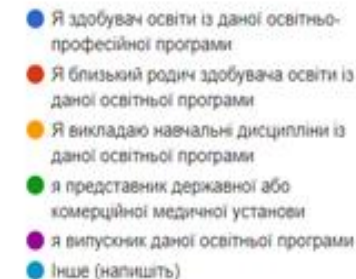 Я здобувач освіти із даної освітньо-
професійної програми
Я близький родич здобувача освіти із
даної освітньої програми
Я викладаю навчальні дисципліни із
даної освітньої програми
я представник державної або
комерційної медичної установи
я випускник даної освітньої програми
Інше (напишіть)